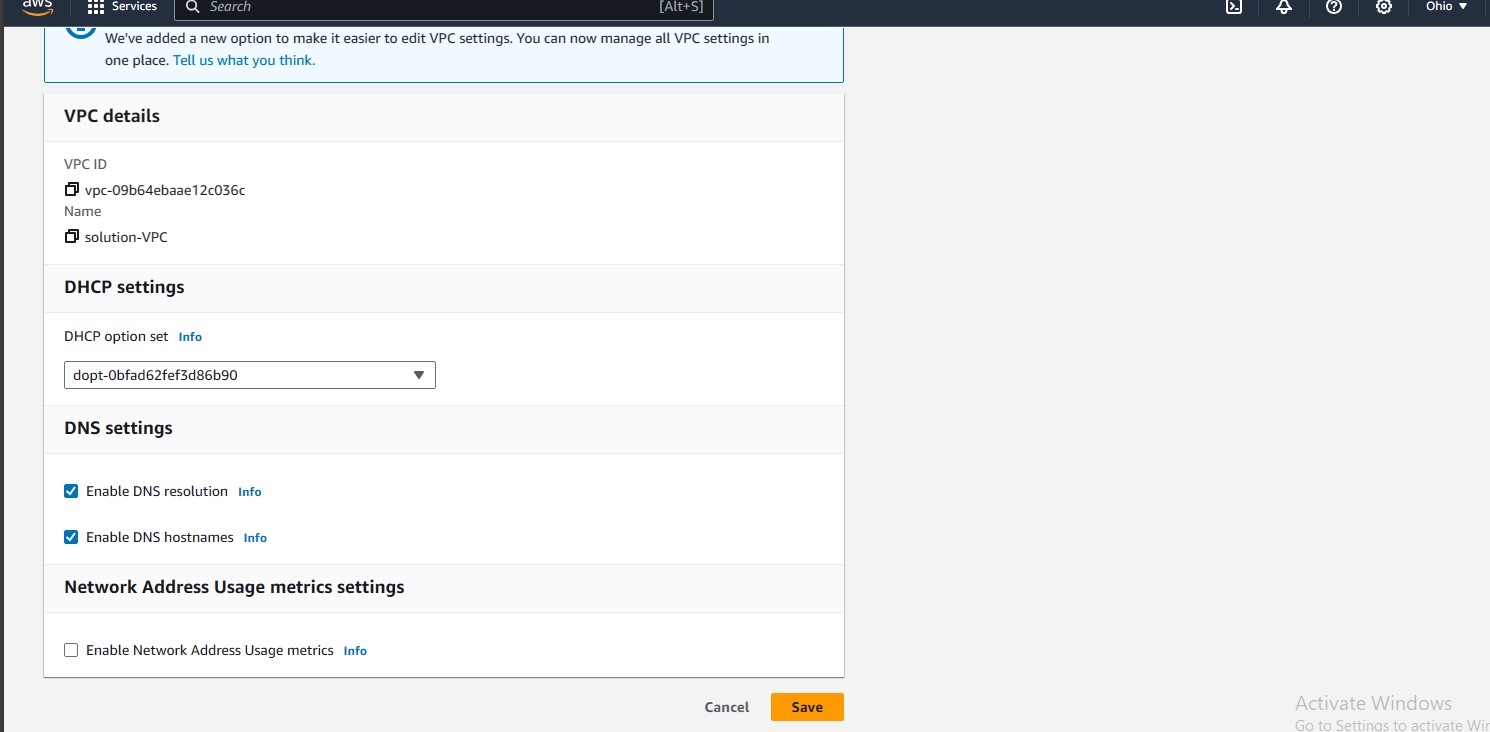 aws
Services
Search
[Alt+S]
Ohio
We've added a new option to make it easier to edit VPC settings. You can now manage all VPC settings in
one place. Tell us what you think.
VPC details
VPC ID
vpc-09b64ebaae12c036c
Name
solution-VPC
DHCP settings
DHCP option set Info
dopt-0bfad62fef3d86b90
DNS settings
Enable DNS resolution Info
Enable DNS hostnames Info
Network Address Usage metrics settings
Enable Network Address Usage metrics Info
Cancel
Save
Activate Windows
Go to Settings to activate